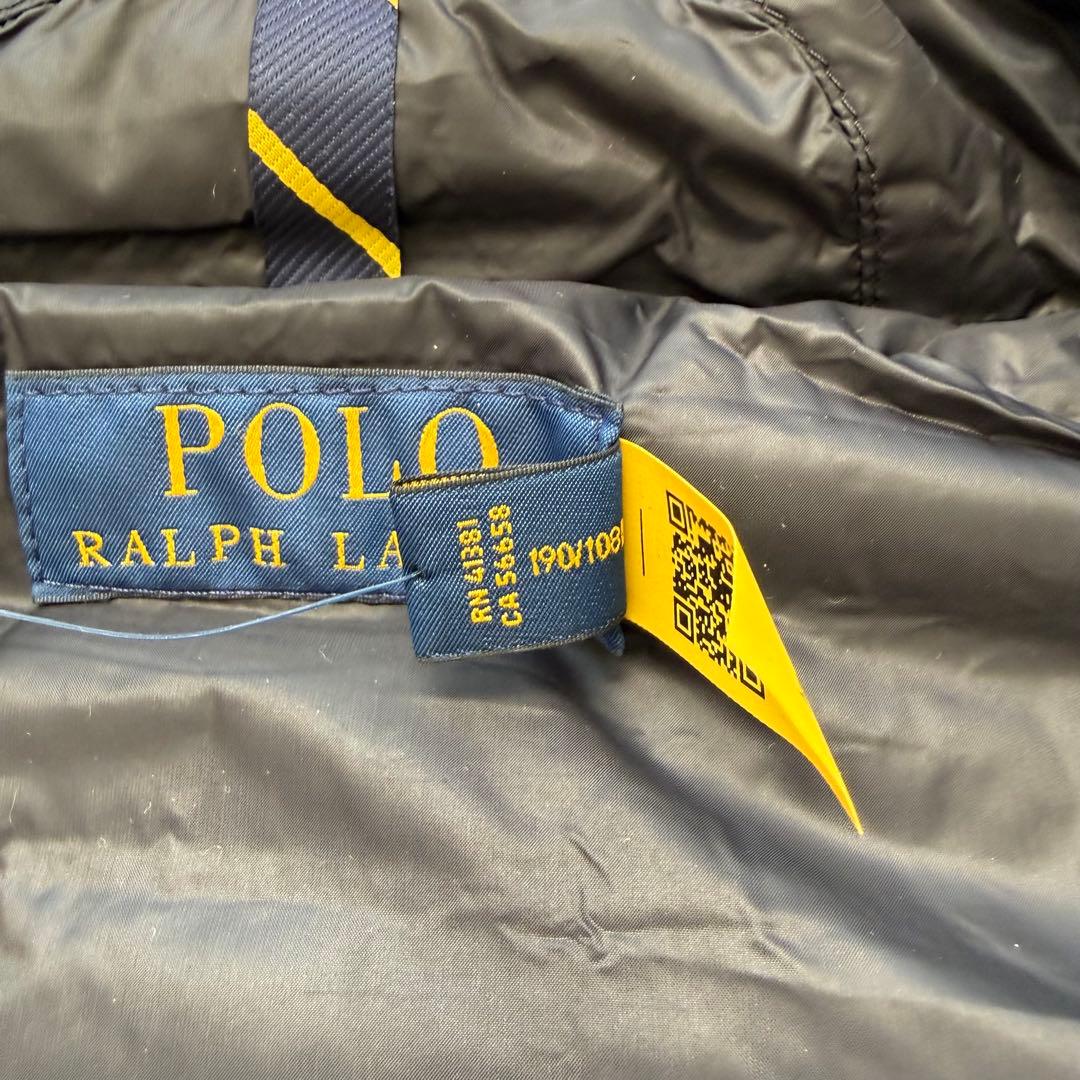 POLO
RALPH LA
RN 41381
CA 56658
190/108